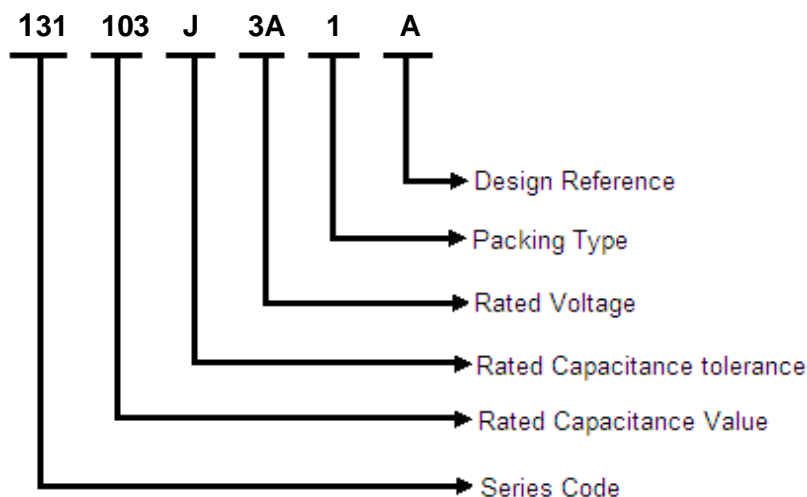 131 103 J 3A 1 A
Design Reference
Packing Type
Rated Voltage
Rated Capacitance tolerance
Rated Capacitance Value
Series Code